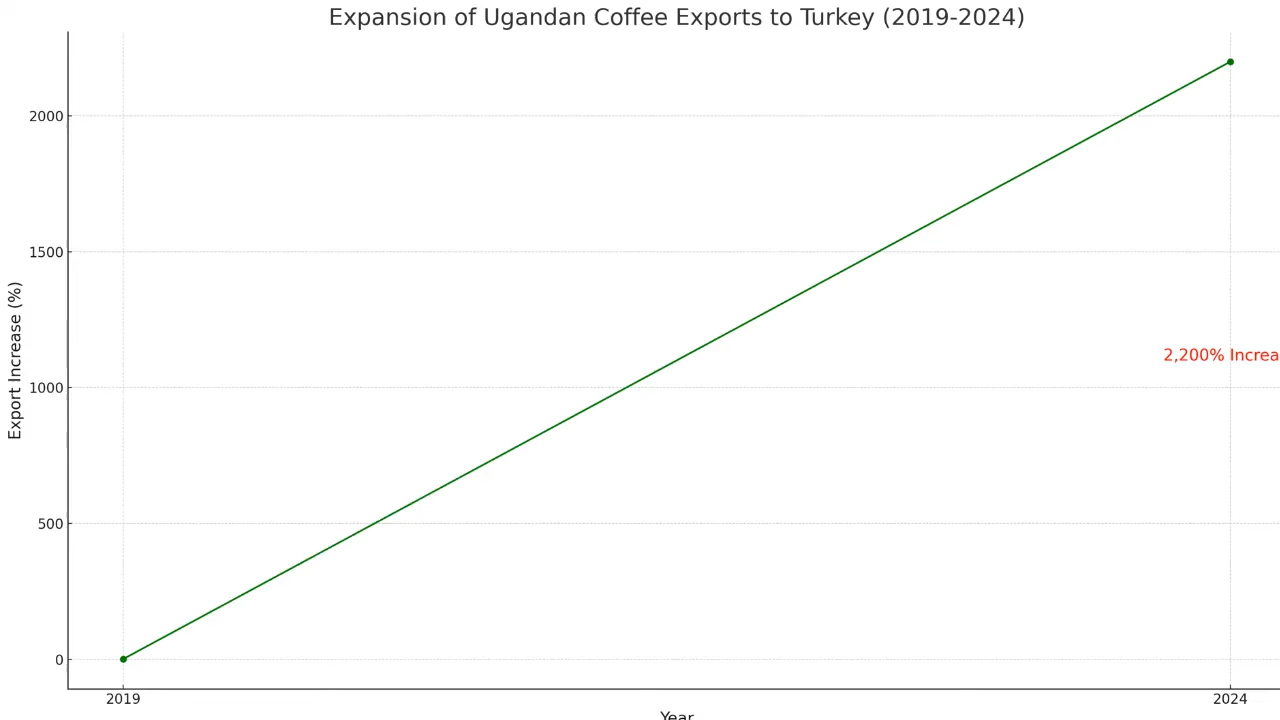 Expansion of Ugandan Coffee Exports to Turkey (2019-2024)
Export Increase (%)
2000
1500
1000
500
0
2,200% Increa
2019
2024
Year